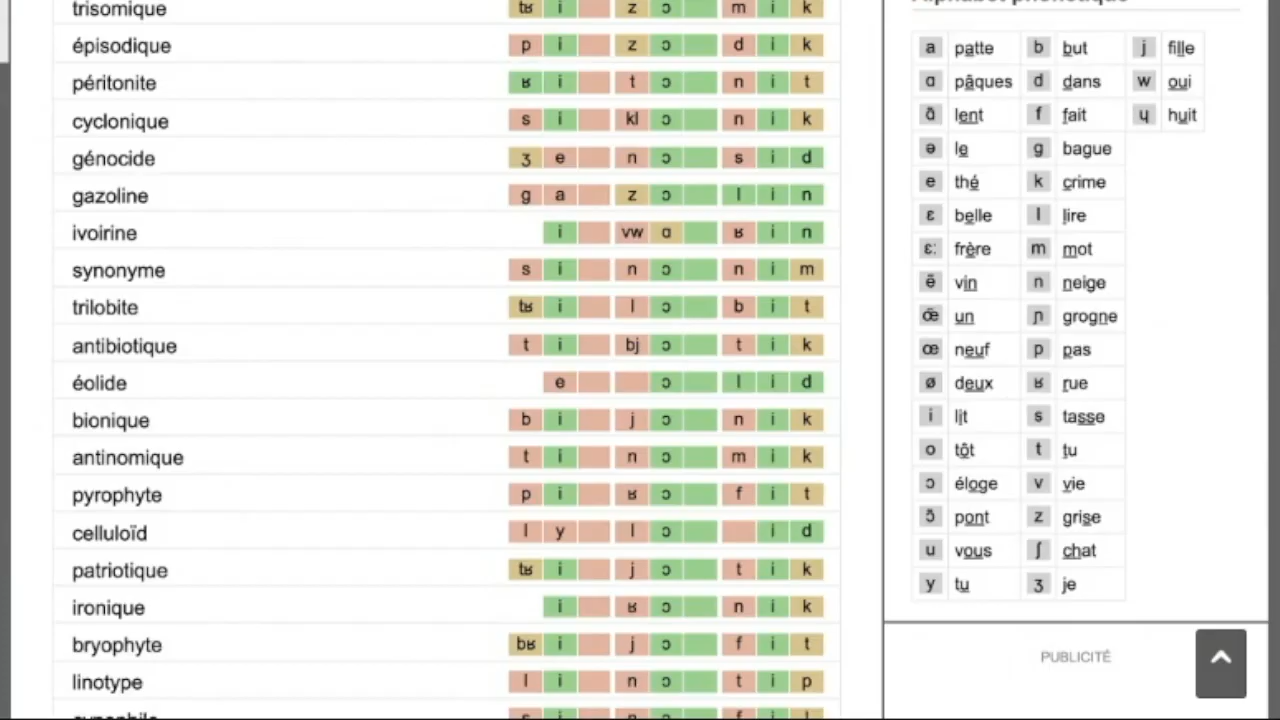 trisomique tʁ i z ɔ m i k
épisodique p i z ɔ d i k
péritonite ʁ i t ɔ n i t
cyclonique s i kl ɔ n i k
génocide ʒ e n ɔ s i d
gazoline g a z ɔ l i n
ivoirine i vw ɑ ʁ i n
synonyme s i n ɔ n i m
trilobite tʁ i l ɔ b i t
antibiotique t i bj ɔ t i k
éolide e ɔ l i d
bionique b i j ɔ n i k
antinomique t i n ɔ m i k
pyrophyte p i ʁ ɔ f i t
celluloïd l y l ɔ i d
patriotique tʁ i j ɔ t i k
ironique i ʁ ɔ n i k
bryophyte bʁ i j ɔ f i t
linotype l i n ɔ t i p
a patte b but j fille
ɑ pâques d dans w oui
ɑ̃ lent f fait ɥ huit
ə le g bague
e thé k crime
ɛ belle l lire
ɛ: frère m mot
ẽ vin n neige
œ̃ un ɲ grogne
œ neuf p pas
ø deux ʁ rue
i lit s tasse
o tôt t tu
ɔ éloge v vie
ɔ̃ pont z grise
u vous ʃ chat
y tu ʒ je
PUBLICITÉ